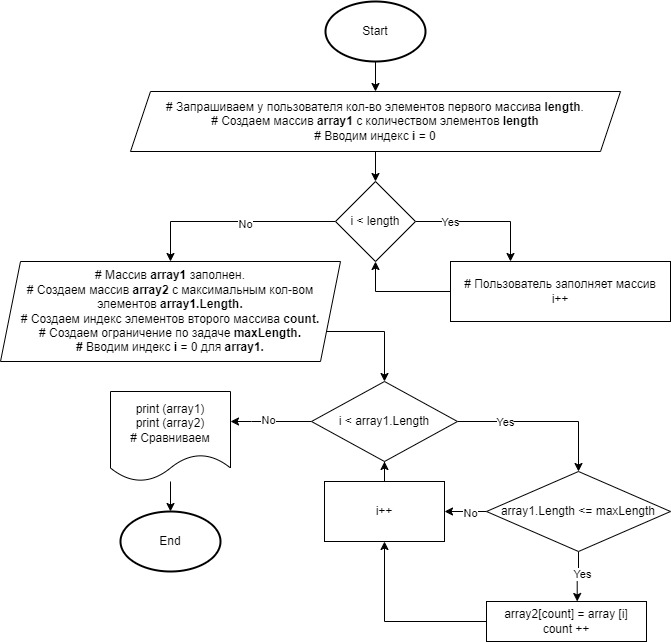 Start
# Запрашиваем у пользователя кол-во элементов первого массива length.
# Создаем массив array1 с количеством элементов length
# Вводим индекс i = 0
i < length
No
Yes
# Массив array1 заполнен.
# Создаем массив array2 с максимальным кол-вом
элементов array1.Length.
# Создаем индекс элементов второго массива count.
# Создаем ограничение по задаче maxLength.
# Вводим индекс i = 0 для array1.
# Пользователь заполняет массив
i++
print (array1)
print (array2)
# Сравниваем
No
i < array1.Length
Yes
End
i++
No
array1.Length <= maxLength
Yes
array2[count] = array [i]
count ++